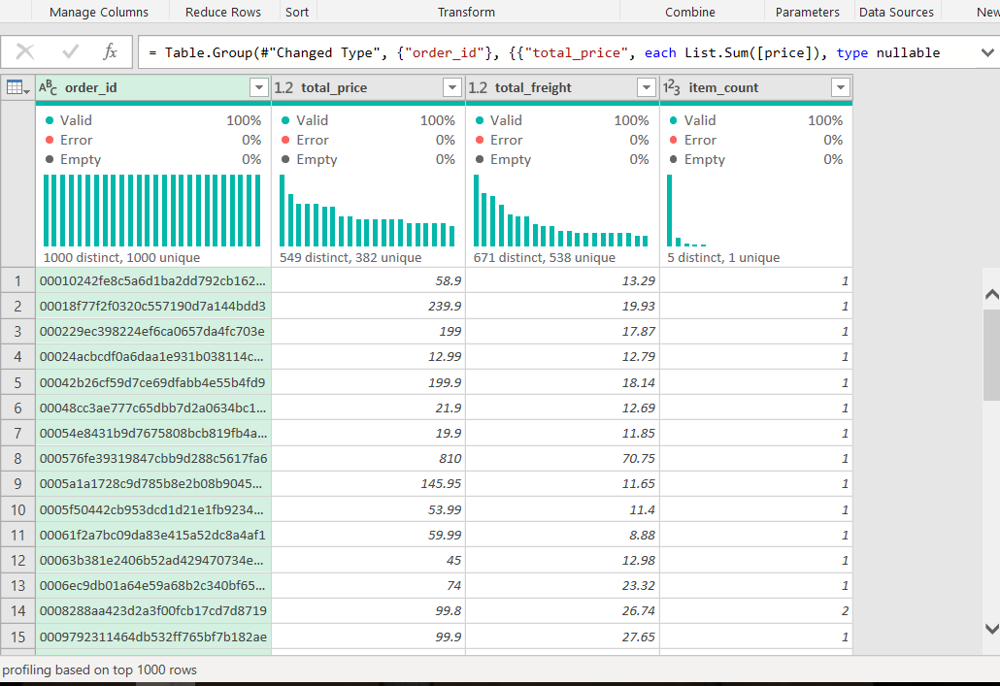 Manage Columns Reduce Rows Sort Transform Combine Parameters Data Sources New
fx = Table.Group(#"Changed Type", {"order_id"}, {{"total_price", each List.Sum([price]), type nullable
ABC order_id 1.2 total_price 1.2 total_freight 123 item_count
Valid 100% Valid 100% Valid 100% Valid 100%
Error 0% Error 0% Error 0% Error 0%
Empty 0% Empty 0% Empty 0% Empty 0%
1000 distinct, 1000 unique 549 distinct, 382 unique 671 distinct, 538 unique 5 distinct, 1 unique
1 00010242fe8c5a6d1ba2dd792cb162... 58.9 13.29 1
2 00018f77f2f0320c557190d7a144bdd3 239.9 19.93 1
3 000229ec398224ef6ca0657da4fc703e 199 17.87 1
4 00024acbcdf0a6daa1e931b038114c... 12.99 12.79 1
5 00042b26cf59d7ce69dfabb4e55b4fd9 199.9 18.14 1
6 00048cc3ae777c65dbb7d2a0634bc1... 21.9 12.69 1
7 00054e8431b9d7675808bcb819fb4a... 19.9 11.85 1
8 000576fe39319847cbb9d288c5617fa6 810 70.75 1
9 0005a1a1728c9d785b8e2b08b9045... 145.95 11.65 1
10 0005f50442cb953dcd1d21e1fb9234... 53.99 11.4 1
11 00061f2a7bc09da83e415a52dc8a4af1 59.99 8.88 1
12 00063b381e2406b52ad429470734e... 45 12.98 1
13 0006ec9db01a64e59a68b2c340bf65... 74 23.32 1
14 0008288aa423d2a3f00fcb17cd7d8719 99.8 26.74 2
15 0009792311464db532ff765bf7b182ae 99.9 27.65 1
profiling based on top 1000 rows